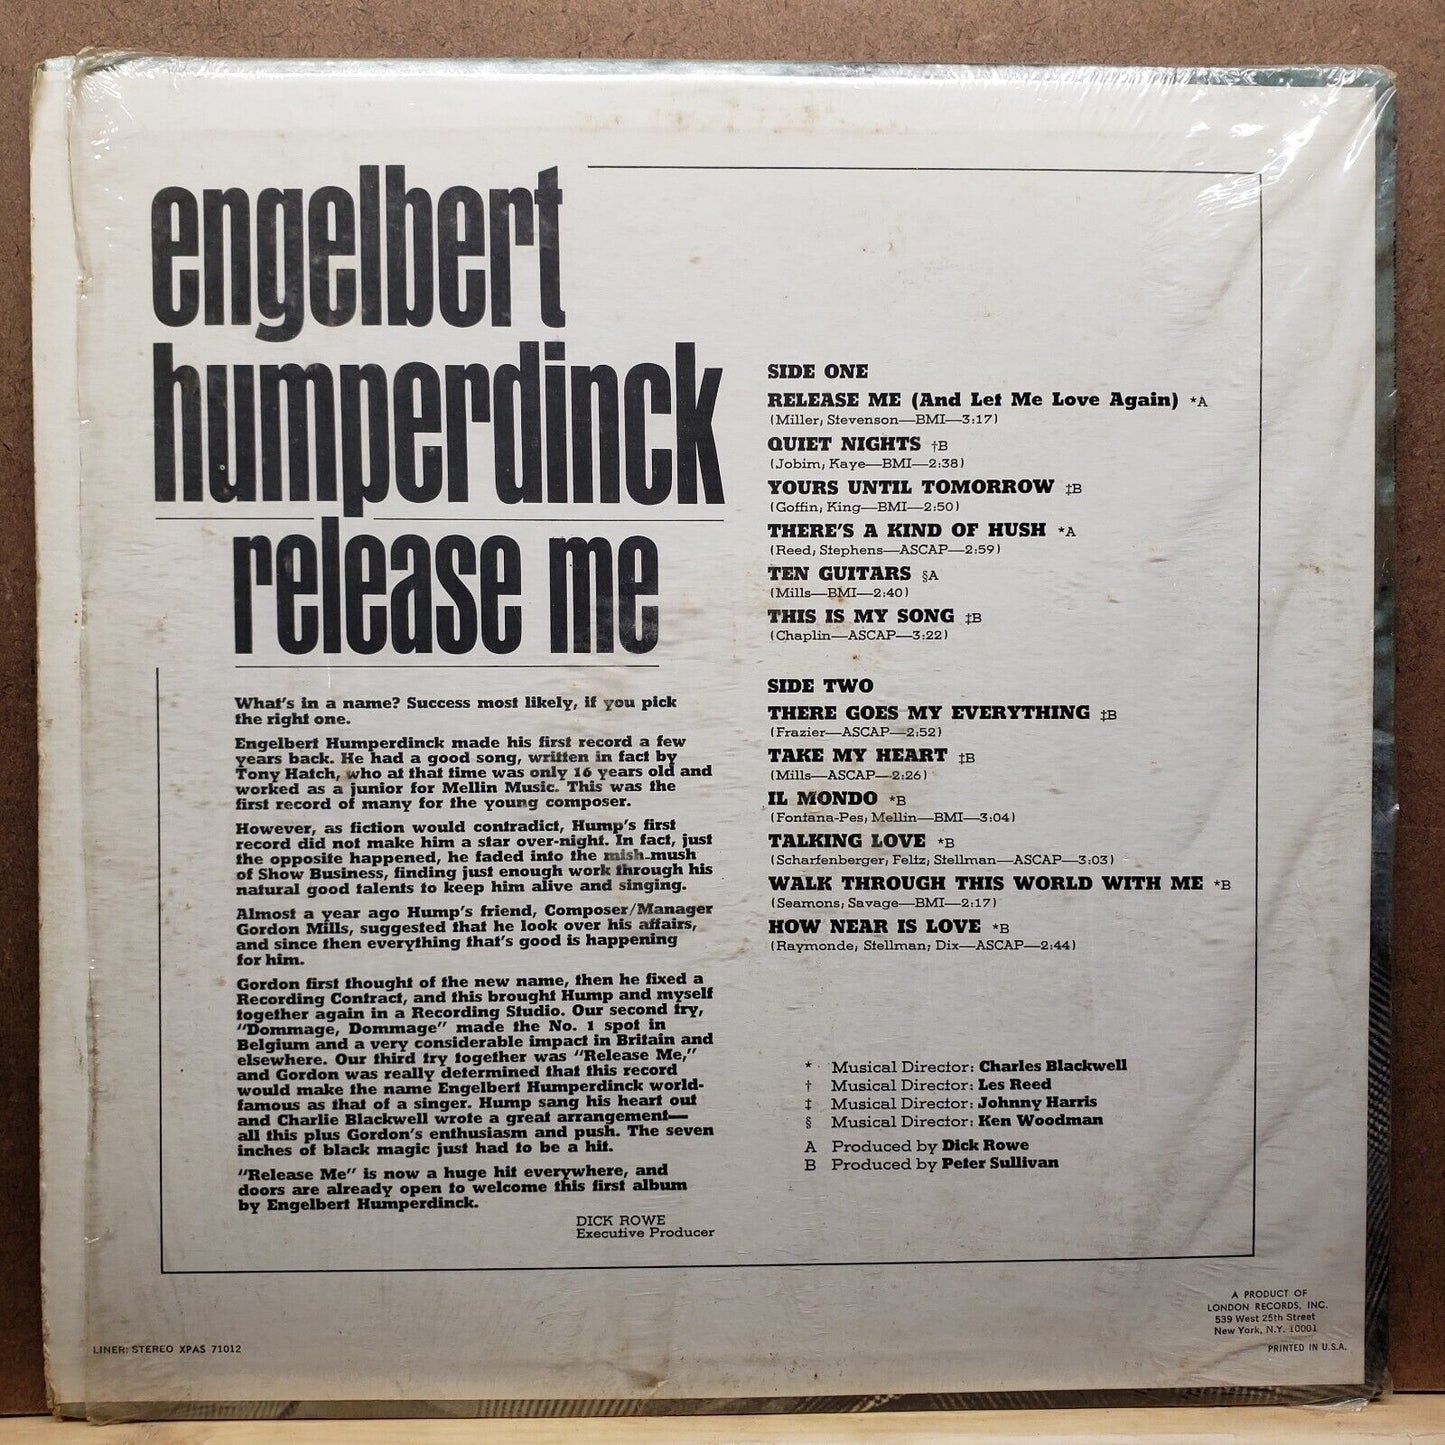 engelbert
humperdinck
release me
What's in a name? Success most likely, if you pick
the right one.
Engelbert Humperdinck made his first record a few
years back. He had a good song, written in fact by
Tony Hatch, who at that time was only 16 years old and
worked as a junior for Mellin Music. This was the
first record of many for the young composer.
However, as fiction would contradict, Hump's first
record did not make him a star over-night. In fact, just
the opposite happened, he faded into the mish-mush
of Show Business, finding just enough work through his
natural good talents to keep him alive and singing.
Almost a year ago Hump's friend, Composer/Manager
Gordon Mills, suggested that he look over his affairs,
and since then everything that's good is happening
for him.
Gordon first thought of the new name, then he fixed a
Recording Contract, and this brought Hump and myself
together again in a Recording Studio. Our second try,
"Dommage, Dommage" made the No. 1 spot in
Belgium and a very considerable impact in Britain and
elsewhere. Our third try together was "Release Me,"
and Gordon was really determined that this record
would make the name Engelbert Humperdinck world-
famous as that of a singer. Hump sang his heart out
and Charlie Blackwell wrote a great arrangement—
all this plus Gordon's enthusiasm and push. The seven
inches of black magic just had to be a hit.
"Release Me" is now a huge hit everywhere, and
doors are already open to welcome this first album
by Engelbert Humperdinck.
DICK ROWE
Executive Producer
SIDE ONE
RELEASE ME (And Let Me Love Again) *A
(Miller; Stevenson—BMI—3:17)
QUIET NIGHTS †B
(Jobim; Kaye—BMI—2:38)
YOURS UNTIL TOMORROW ‡B
(Goffin; King—BMI—2:50)
THERE'S A KIND OF HUSH *A
(Reed; Stephens—ASCAP—2:59)
TEN GUITARS §A
(Mills—BMI—2:40)
THIS IS MY SONG ‡B
(Chaplin—ASCAP—3:22)
SIDE TWO
THERE GOES MY EVERYTHING ‡B
(Frazier—ASCAP—2:52)
TAKE MY HEART ‡B
(Mills—ASCAP—2:26)
IL MONDO *B
(Fontana-Pes; Mellin—BMI—3:04)
TALKING LOVE *B
(Scharfenberger; Feltz; Stellman—ASCAP—3:03)
WALK THROUGH THIS WORLD WITH ME *B
(Seamons; Savage—BMI—2:17)
HOW NEAR IS LOVE *B
(Raymonde; Stellman; Dix—ASCAP—2:44)
* Musical Director: Charles Blackwell
† Musical Director: Les Reed
‡ Musical Director: Johnny Harris
§ Musical Director: Ken Woodman
A Produced by Dick Rowe
B Produced by Peter Sullivan
A PRODUCT OF
LONDON RECORDS, INC.
539 West 25th Street
New York, N.Y. 10001
LINER: STEREO XPAS 71012
PRINTED IN U.S.A.